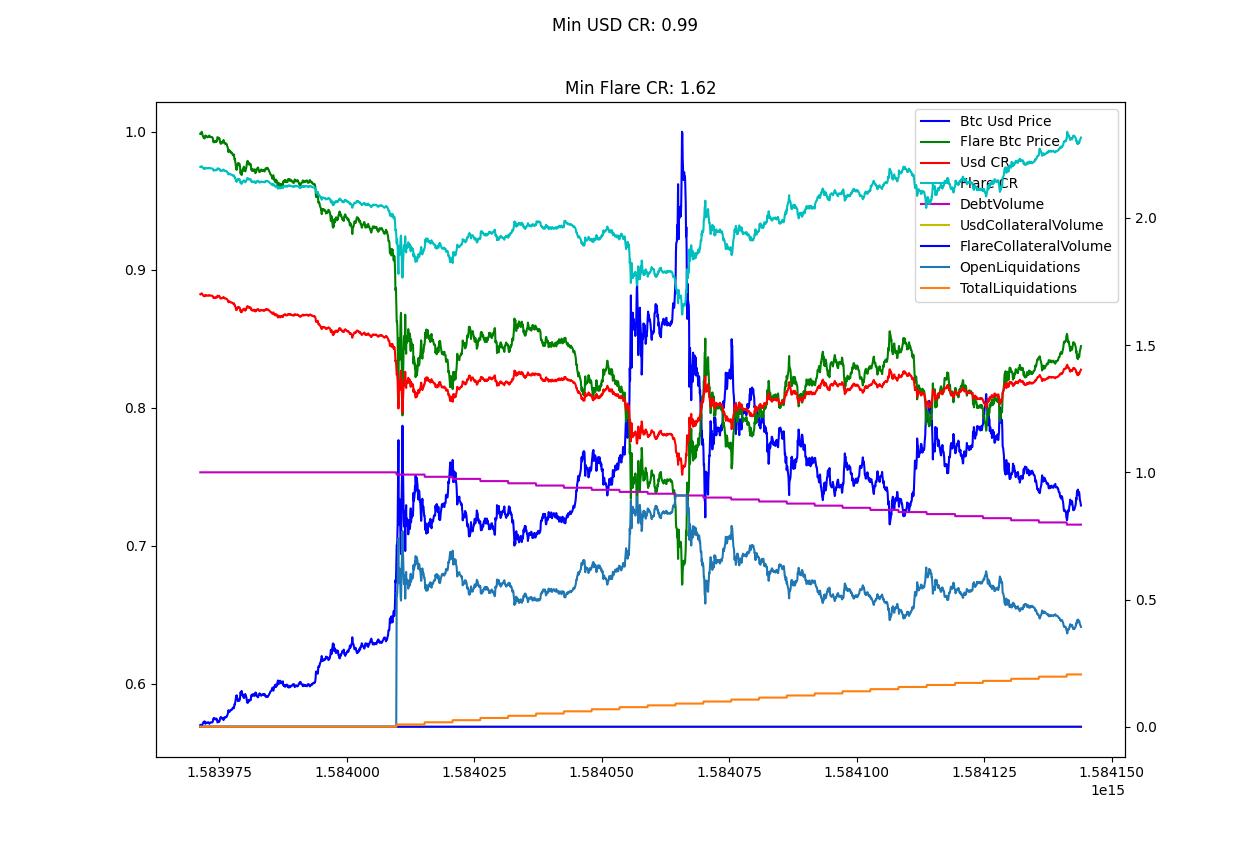 Min USD CR: 0.99
Min Flare CR: 1.62
Btc Usd Price
Flare Btc Price
Usd CR
Flare CR
DebtVolume
UsdCollateralVolume
FlareCollateralVolume
OpenLiquidations
TotalLiquidations
1.0
0.9
0.8
0.7
0.6
2.0
1.5
1.0
0.5
0.0
1.583975 1.584000 1.584025 1.584050 1.584075 1.584100 1.584125 1.584150
1e15